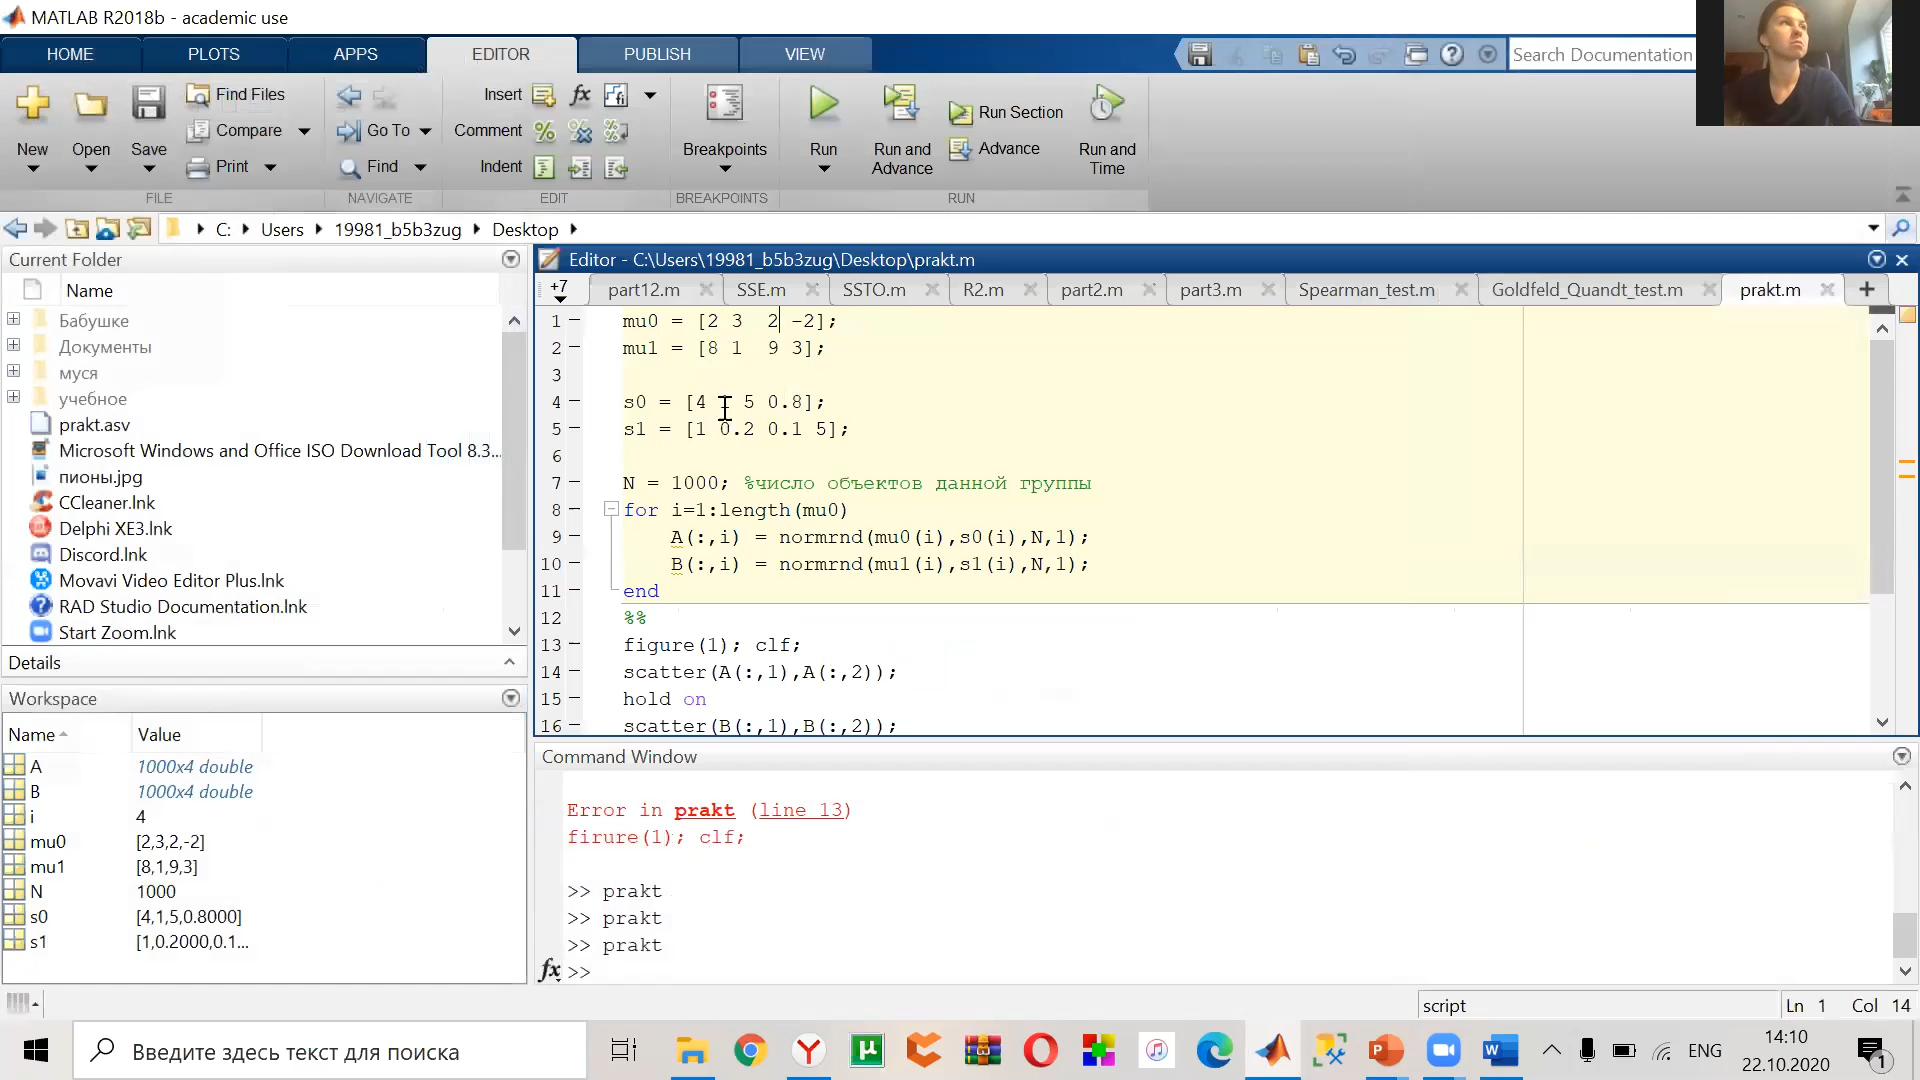 MATLAB R2018b - academic use
HOME PLOTS APPS EDITOR PUBLISH VIEW Search Documentation
New Open Save Find Files Compare Print
Go To Find
Insert Comment Indent
Breakpoints
Run Run and Advance Run Section Advance Run and Time
FILE NAVIGATE EDIT BREAKPOINTS RUN
C: Users 19981_b5b3zug Desktop
Current Folder
Name
Бабушке
Документы
муся
учебное
prakt.asv
Microsoft Windows and Office ISO Download Tool 8.3...
пионы.jpg
CCleaner.lnk
Delphi XE3.lnk
Discord.lnk
Movavi Video Editor Plus.lnk
RAD Studio Documentation.lnk
Start Zoom.lnk
Details
Workspace
Name Value
A 1000x4 double
B 1000x4 double
i 4
mu0 [2,3,2,-2]
mu1 [8,1,9,3]
N 1000
s0 [4,1,5,0.8000]
s1 [1,0.2000,0.1...
Editor - C:\Users\19981_b5b3zug\Desktop\prakt.m
+7 part12.m SSE.m SSTO.m R2.m part2.m part3.m Spearman_test.m Goldfeld_Quandt_test.m prakt.m
1 mu0 = [2 3 2 -2];
2 mu1 = [8 1 9 3];
3
4 s0 = [4 5 0.8];
5 s1 = [1 0.2 0.1 5];
6
7 N = 1000; %число объектов данной группы
8 for i=1:length(mu0)
9 A(:,i) = normrnd(mu0(i),s0(i),N,1);
10 B(:,i) = normrnd(mu1(i),s1(i),N,1);
11 end
12 %%
13 figure(1); clf;
14 scatter(A(:,1),A(:,2));
15 hold on
16 scatter(B(:,1),B(:,2));
Command Window
Error in prakt (line 13)
firure(1); clf;
>> prakt
>> prakt
>> prakt
fx >>
script Ln 1 Col 14
Введите здесь текст для поиска
ENG 14:10
22.10.2020
1